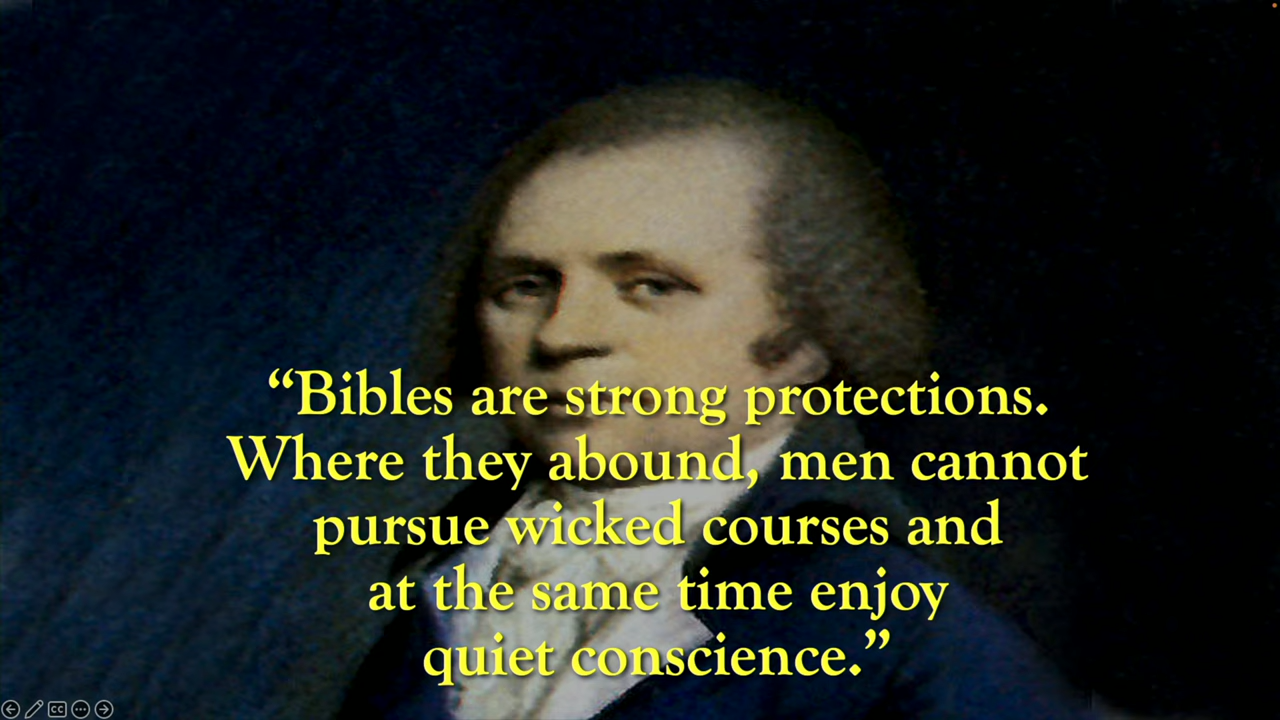 “Bibles are strong protections.
Where they abound, men cannot
pursue wicked courses and
at the same time enjoy
quiet conscience.”
CC